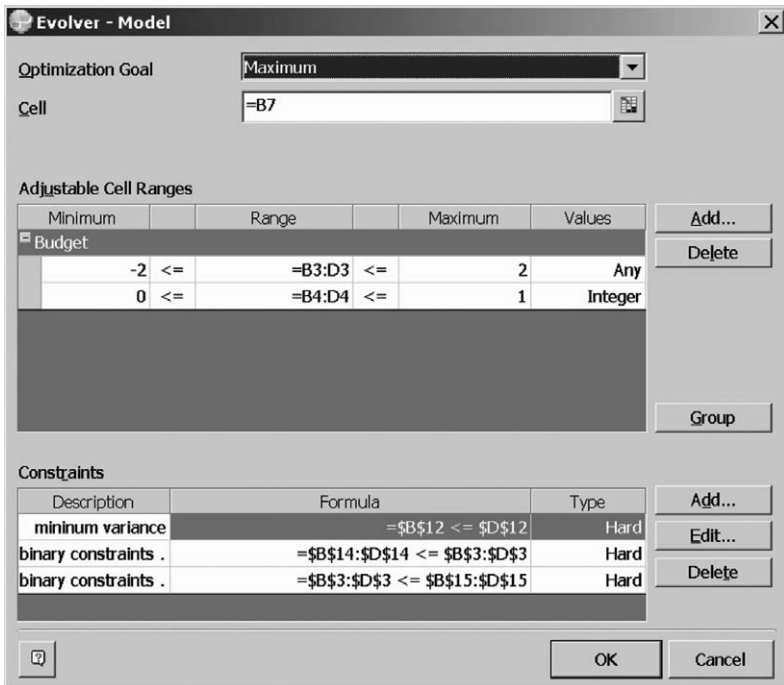 Evolver - Model
Optimization Goal
Maximum
Cell
=B7
Adjustable Cell Ranges
Minimum Range Maximum Values
Budget
-2 <= =B3:D3 <= 2 Any
0 <= =B4:D4 <= 1 Integer
Add...
Delete
Group
Constraints
Description Formula Type
mininum variance =$B$12 <= $D$12 Hard
binary constraints . =$B$14:$D$14 <= $B$3:$D$3 Hard
binary constraints . =$B$3:$D$3 <= $B$15:$D$15 Hard
Add...
Edit...
Delete
?
OK
Cancel